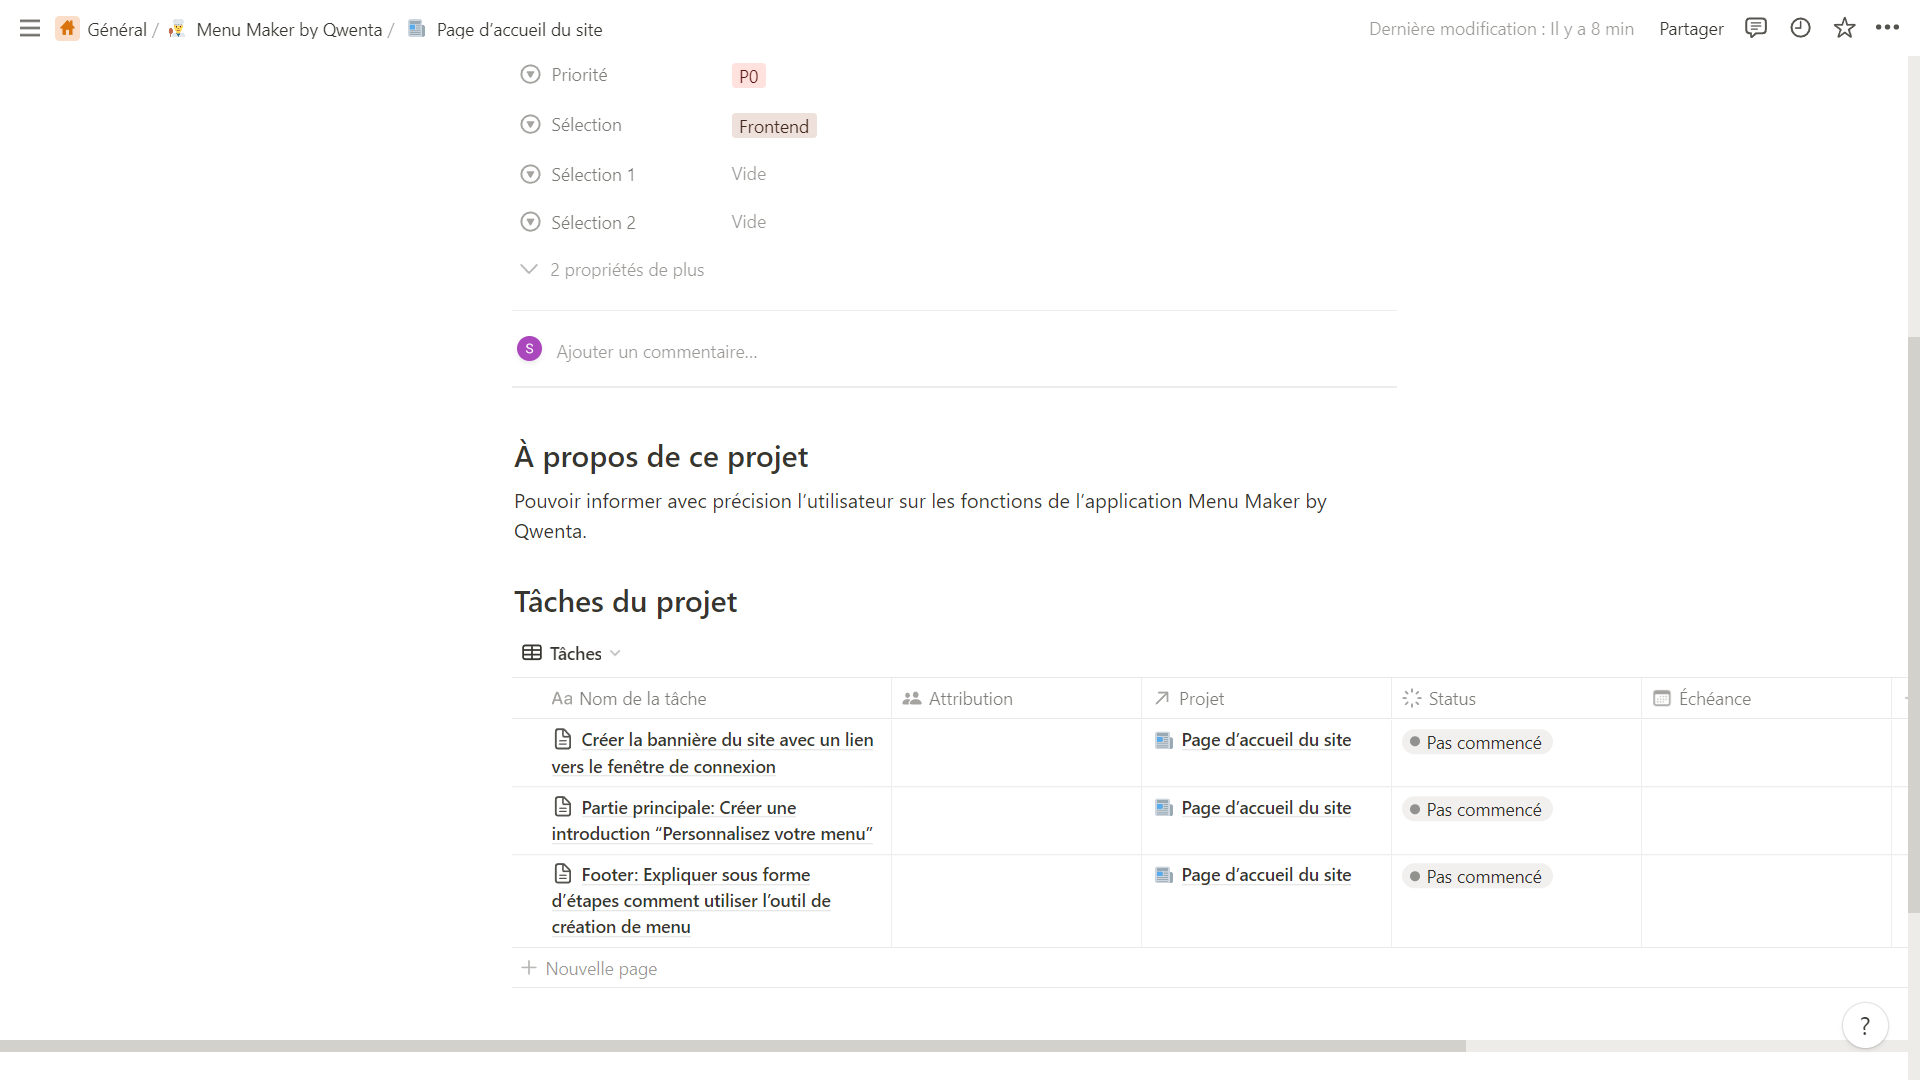 Général / Menu Maker by Qwenta / Page d’accueil du site
Dernière modification : Il y a 8 min Partager
Priorité P0
Sélection Frontend
Sélection 1 Vide
Sélection 2 Vide
2 propriétés de plus
S Ajouter un commentaire…
À propos de ce projet
Pouvoir informer avec précision l’utilisateur sur les fonctions de l’application Menu Maker by
Qwenta.
Tâches du projet
Tâches
Aa Nom de la tâche Attribution Projet Status Échéance
Créer la bannière du site avec un lien
vers le fenêtre de connexion
Page d’accueil du site Pas commencé
Partie principale: Créer une
introduction “Personnalisez votre menu”
Page d’accueil du site Pas commencé
Footer: Expliquer sous forme
d’étapes comment utiliser l’outil de
création de menu
Page d’accueil du site Pas commencé
+ Nouvelle page
?